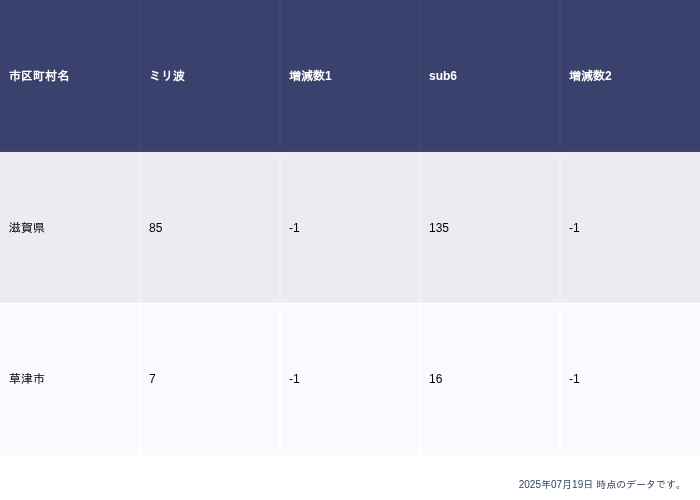 市区町村名 ミリ波 増減数1 sub6 増減数2
滋賀県 85 -1 135 -1
草津市 7 -1 16 -1
2025年07月19日 時点のデータです。